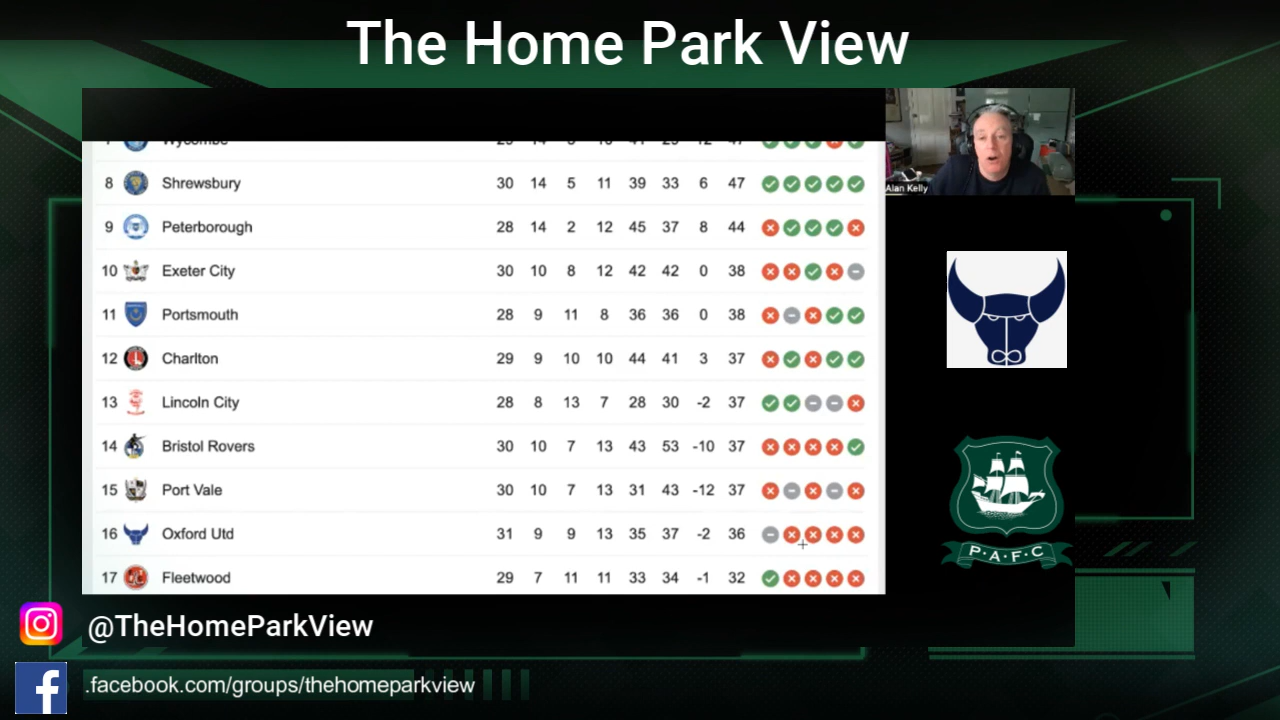 The Home Park View
Wycombe
8 Shrewsbury 30 14 5 11 39 33 6 47
9 Peterborough 28 14 2 12 45 37 8 44
10 Exeter City 30 10 8 12 42 42 0 38
11 Portsmouth 28 9 11 8 36 36 0 38
12 Charlton 29 9 10 10 44 41 3 37
13 Lincoln City 28 8 13 7 28 30 -2 37
14 Bristol Rovers 30 10 7 13 43 53 -10 37
15 Port Vale 30 10 7 13 31 43 -12 37
16 Oxford Utd 31 9 9 13 35 37 -2 36
17 Fleetwood 29 7 11 11 33 34 -1 32
Alan Kelly
P·A·F·C
@TheHomeParkView
.facebook.com/groups/thehomeparkview